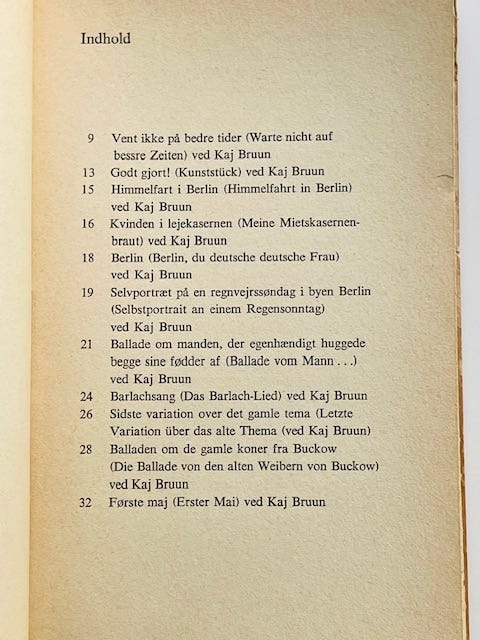 Indhold
9 Vent ikke på bedre tider (Warte nicht auf
bessre Zeiten) ved Kaj Bruun
13 Godt gjort! (Kunststück) ved Kaj Bruun
15 Himmelfart i Berlin (Himmelfahrt in Berlin)
ved Kaj Bruun
16 Kvinden i lejekasernen (Meine Mietskasernen-
braut) ved Kaj Bruun
18 Berlin (Berlin, du deutsche deutsche Frau)
ved Kaj Bruun
19 Selvportræt på en regnvejrssøndag i byen Berlin
(Selbstportrait an einem Regensonntag)
ved Kaj Bruun
21 Ballade om manden, der egenhændigt huggede
begge sine fødder af (Ballade vom Mann . . .)
ved Kaj Bruun
24 Barlachsang (Das Barlach-Lied) ved Kaj Bruun
26 Sidste variation over det gamle tema (Letzte
Variation über das alte Thema (ved Kaj Bruun)
28 Balladen om de gamle koner fra Buckow
(Die Ballade von den alten Weibern von Buckow)
ved Kaj Bruun
32 Første maj (Erster Mai) ved Kaj Bruun